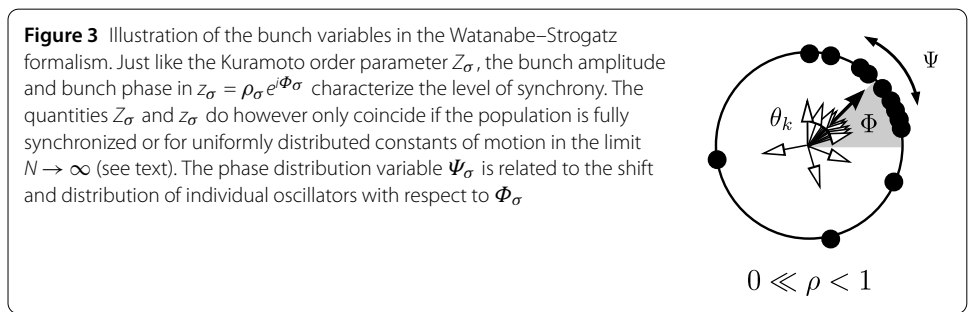 Figure 3 Illustration of the bunch variables in the Watanabe–Strogatz
formalism. Just like the Kuramoto order parameter Zσ, the bunch amplitude
and bunch phase in zσ = ρσe^iΦσ characterize the level of synchrony. The
quantities Zσ and zσ do however only coincide if the population is fully
synchronized or for uniformly distributed constants of motion in the limit
N → ∞ (see text). The phase distribution variable Ψσ is related to the shift
and distribution of individual oscillators with respect to Φσ
Ψ
θk
Φ
0 ≪ ρ < 1